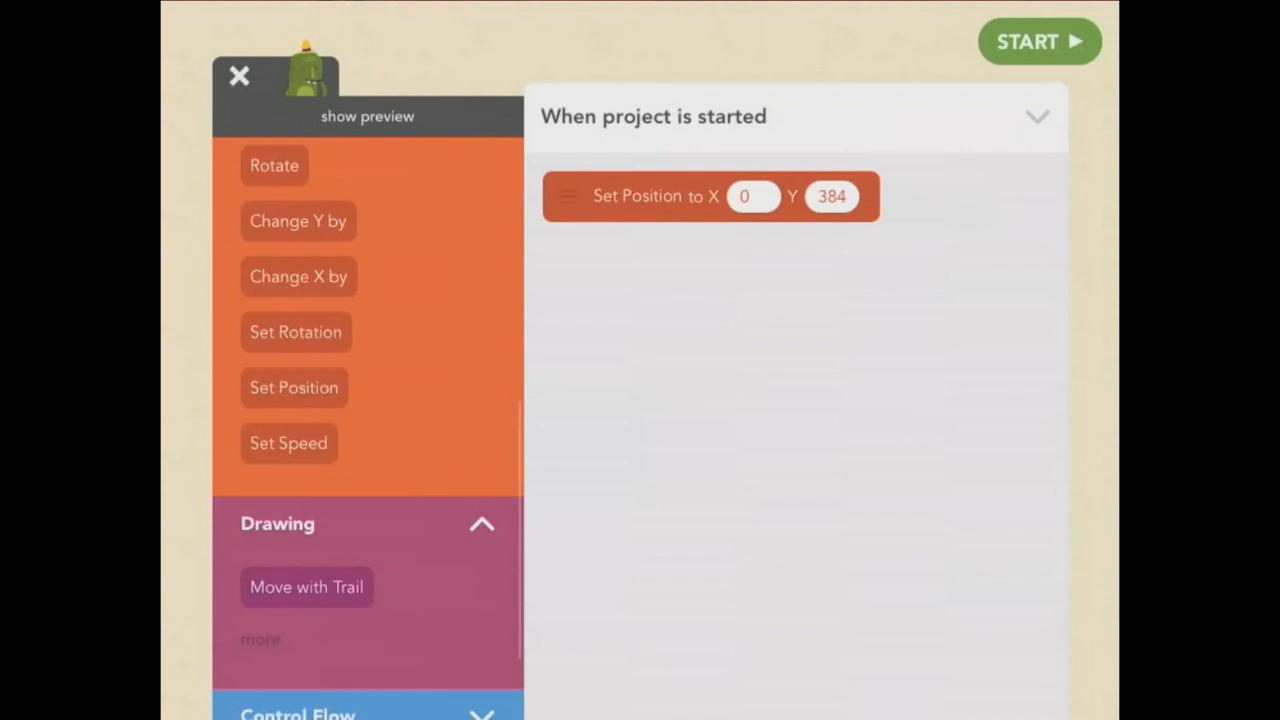 START
show preview
When project is started
Rotate
Set Position to X 0 Y 384
Change Y by
Change X by
Set Rotation
Set Position
Set Speed
Drawing
Move with Trail
more
Control Flow